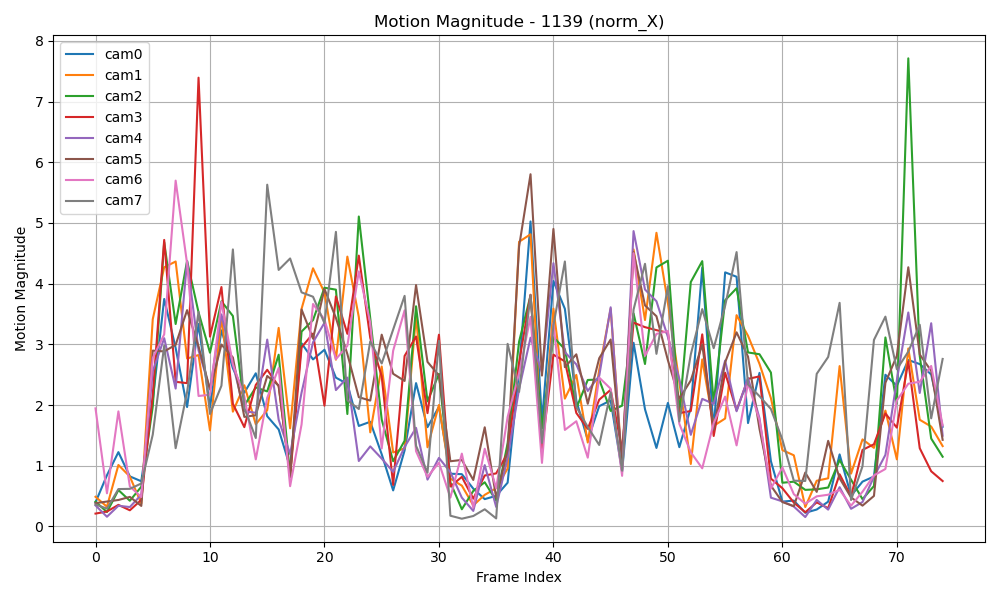 Motion Magnitude - 1139 (norm_X)
8
7
6
5
4
3
2
1
0
Motion Magnitude
cam0
cam1
cam2
cam3
cam4
cam5
cam6
cam7
0 10 20 30 40 50 60 70
Frame Index